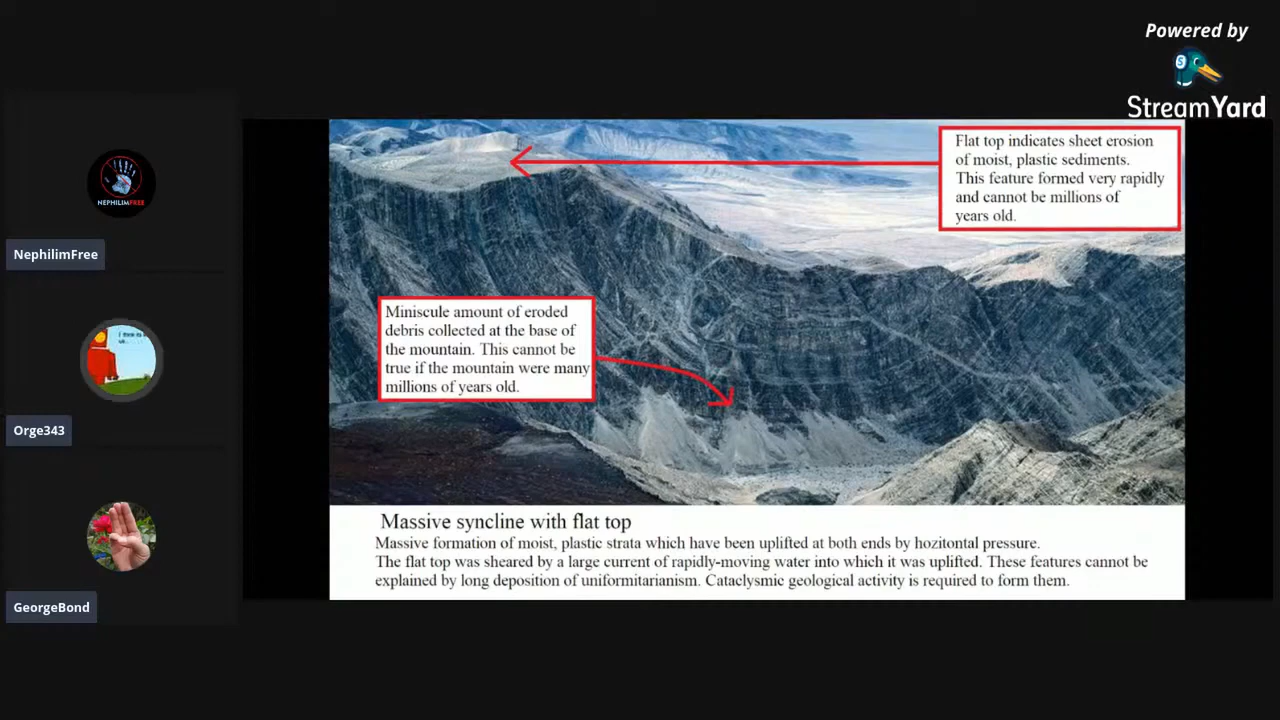 Powered by
StreamYard
NEPHILIMFREE
NephilimFree
Orge343
GeorgeBond
Flat top indicates sheet erosion
of moist, plastic sediments.
This feature formed very rapidly
and cannot be millions of
years old.
Miniscule amount of eroded
debris collected at the base of
the mountain. This cannot be
true if the mountain were many
millions of years old.
Massive syncline with flat top
Massive formation of moist, plastic strata which have been uplifted at both ends by hozitontal pressure.
The flat top was sheared by a large current of rapidly-moving water into which it was uplifted. These features cannot be
explained by long deposition of uniformitarianism. Cataclysmic geological activity is required to form them.